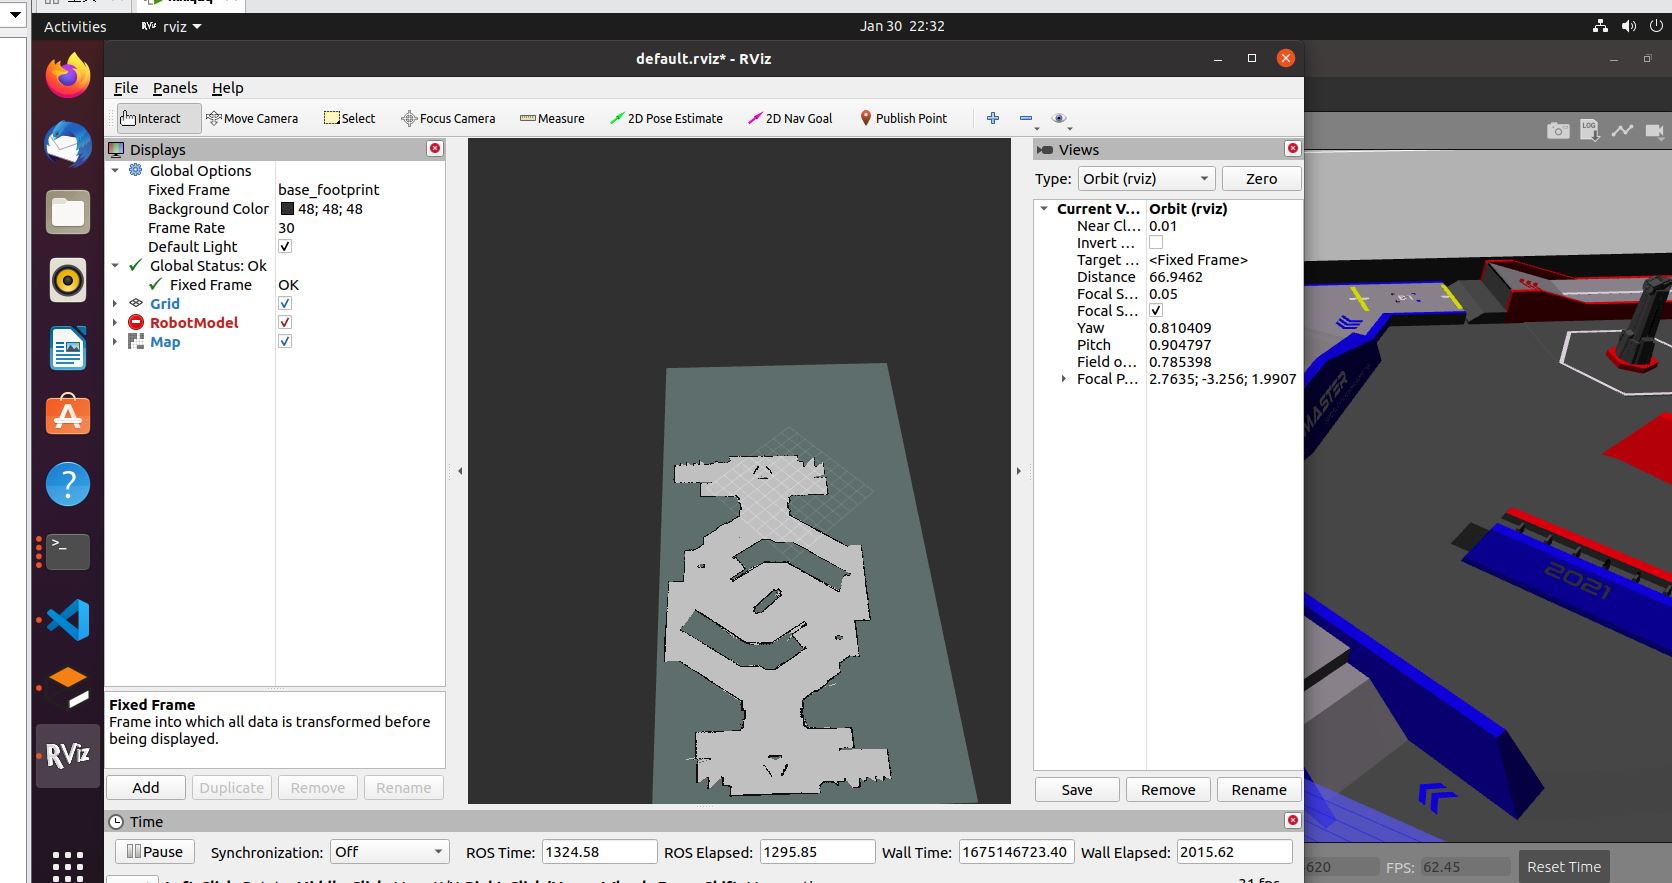 Activities
rviz
Jan 30 22:32
default.rviz* - RViz
File Panels Help
Interact Move Camera Select Focus Camera Measure 2D Pose Estimate 2D Nav Goal Publish Point
Displays
Global Options
Fixed Frame base_footprint
Background Color 48; 48; 48
Frame Rate 30
Default Light
Global Status: Ok
Fixed Frame OK
Grid
RobotModel
Map
Fixed Frame
Frame into which all data is transformed before
being displayed.
Add Duplicate Remove Rename
Views
Type: Orbit (rviz) Zero
Current V... Orbit (rviz)
Near Cl... 0.01
Invert ...
Target ... <Fixed Frame>
Distance 66.9462
Focal S... 0.05
Focal S...
Yaw 0.810409
Pitch 0.904797
Field o... 0.785398
Focal P... 2.7635; -3.256; 1.9907
Save Remove Rename
Time
Pause Synchronization: Off ROS Time: 1324.58 ROS Elapsed: 1295.85 Wall Time: 1675146723.40 Wall Elapsed: 2015.62
31 fps
RViz
LOG
MASTER
2021
620 FPS: 62.45 Reset Time